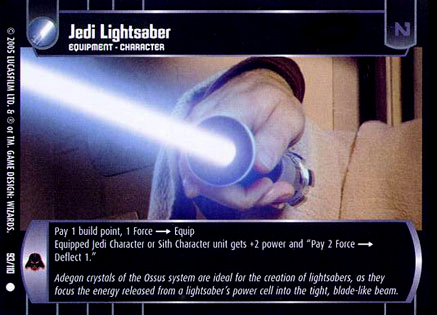 Jedi Lightsaber
EQUIPMENT - CHARACTER
N
© 2005 LUCASFILM LTD. & ® or TM. GAME DESIGN: WIZARDS.
93/110
Pay 1 build point, 1 Force → Equip
Equipped Jedi Character or Sith Character unit gets +2 power and “Pay 2 Force →
Deflect 1.”
Adegan crystals of the Ossus system are ideal for the creation of lightsabers, as they
focus the energy released from a lightsaber’s power cell into the tight, blade-like beam.